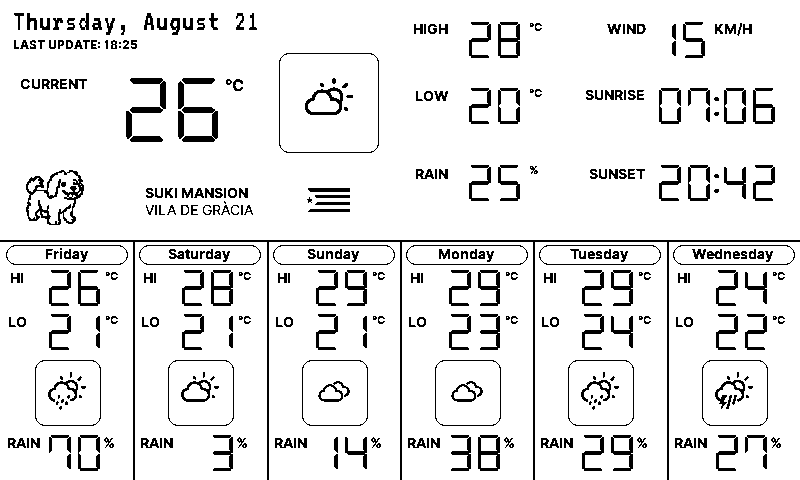 Thursday, August 21
LAST UPDATE: 18:25
CURRENT 26 °C
HIGH 28 °C
WIND 15 KM/H
LOW 20 °C
SUNRISE 07:06
RAIN 25 %
SUNSET 20:42
SUKI MANSION
VILA DE GRÀCIA
Friday
HI 26 °C
LO 21 °C
RAIN 70 %
Saturday
HI 28 °C
LO 21 °C
RAIN 3 %
Sunday
HI 29 °C
LO 21 °C
RAIN 14 %
Monday
HI 29 °C
LO 23 °C
RAIN 38 %
Tuesday
HI 29 °C
LO 24 °C
RAIN 29 %
Wednesday
HI 24 °C
LO 22 °C
RAIN 27 %